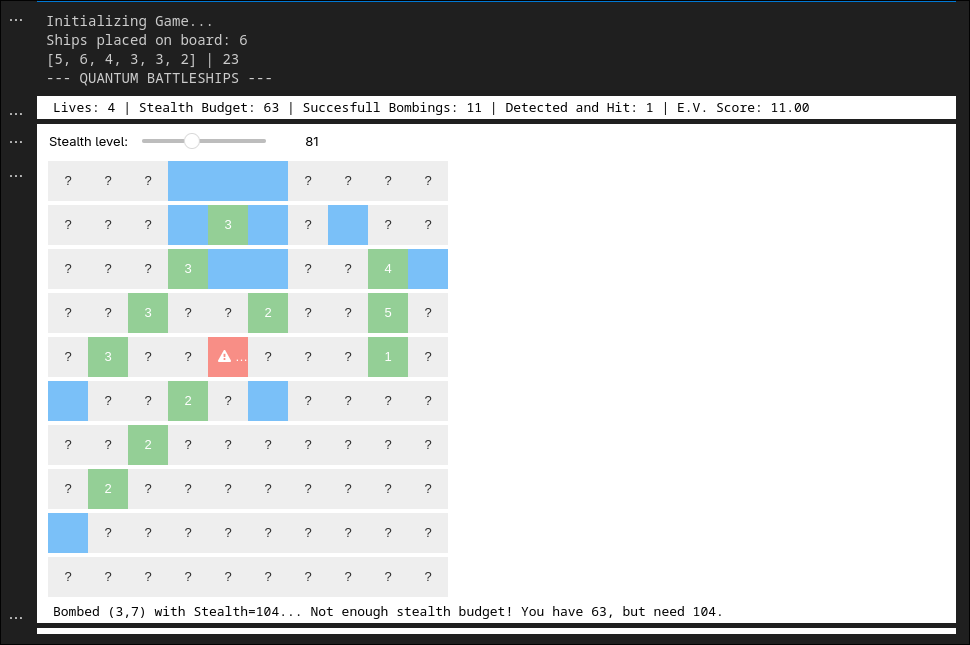 Initializing Game...
Ships placed on board: 6
[5, 6, 4, 3, 3, 2] | 23
--- QUANTUM BATTLESHIPS ---
Lives: 4 | Stealth Budget: 63 | Succesfull Bombings: 11 | Detected and Hit: 1 | E.V. Score: 11.00
Stealth level: 81
? ? ? ? ? ? ?
? ? ? 3 ? ? ?
? ? ? 3 ? ? 4
? ? 3 ? ? 2 ? ? 5 ?
? 3 ? ? ⚠ ... ? ? ? 1 ?
? ? 2 ? ? ? ? ?
? ? 2 ? ? ? ? ? ? ?
? 2 ? ? ? ? ? ? ? ?
? ? ? ? ? ? ? ? ?
? ? ? ? ? ? ? ? ? ?
Bombed (3,7) with Stealth=104... Not enough stealth budget! You have 63, but need 104.